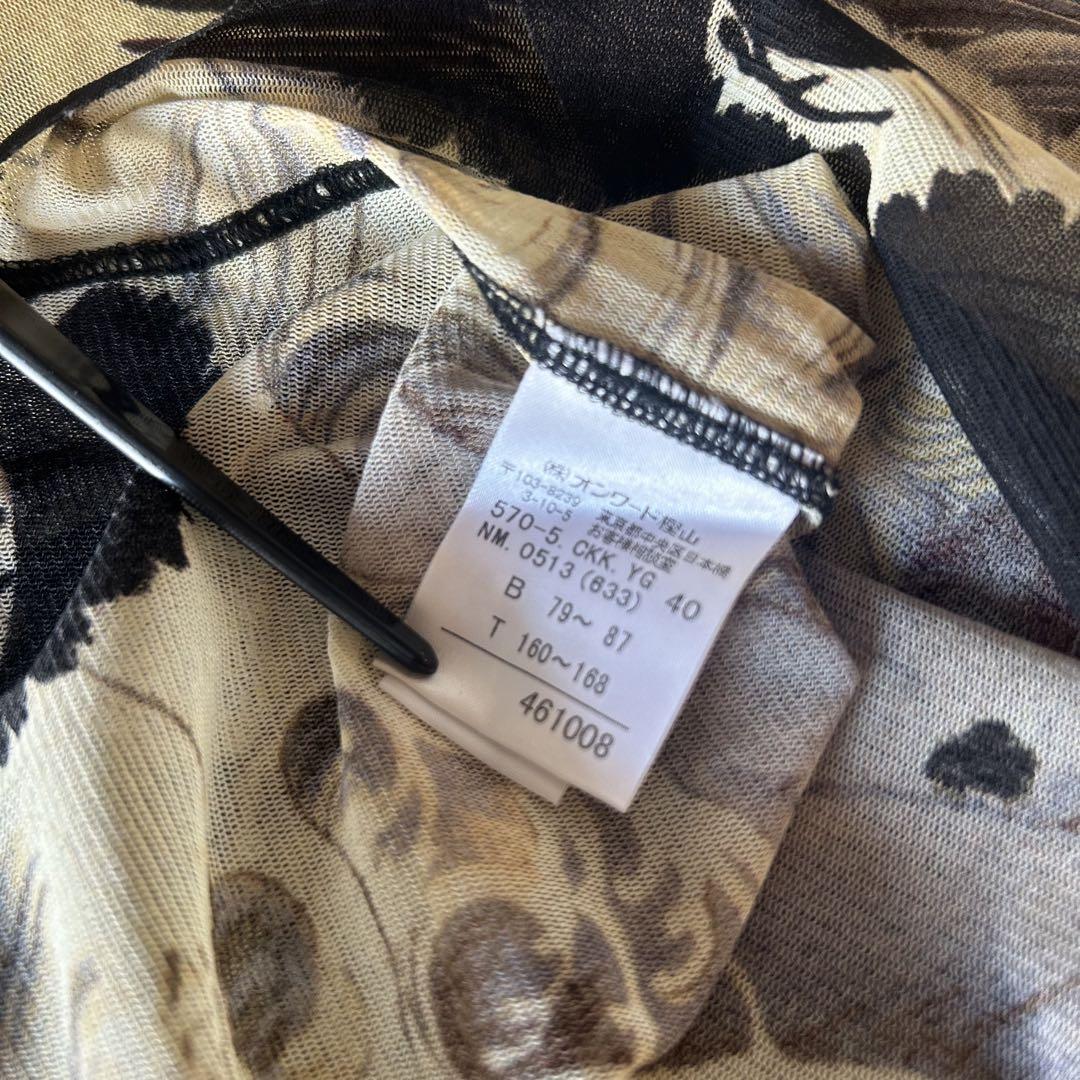 (株)オンワード樫山
〒103-8239 東京都中央区日本橋
3-10-5 お客様相談室
570-5. CKK. YG
NM. 0513(633) 40
B 79～ 87
T 160～168
461008